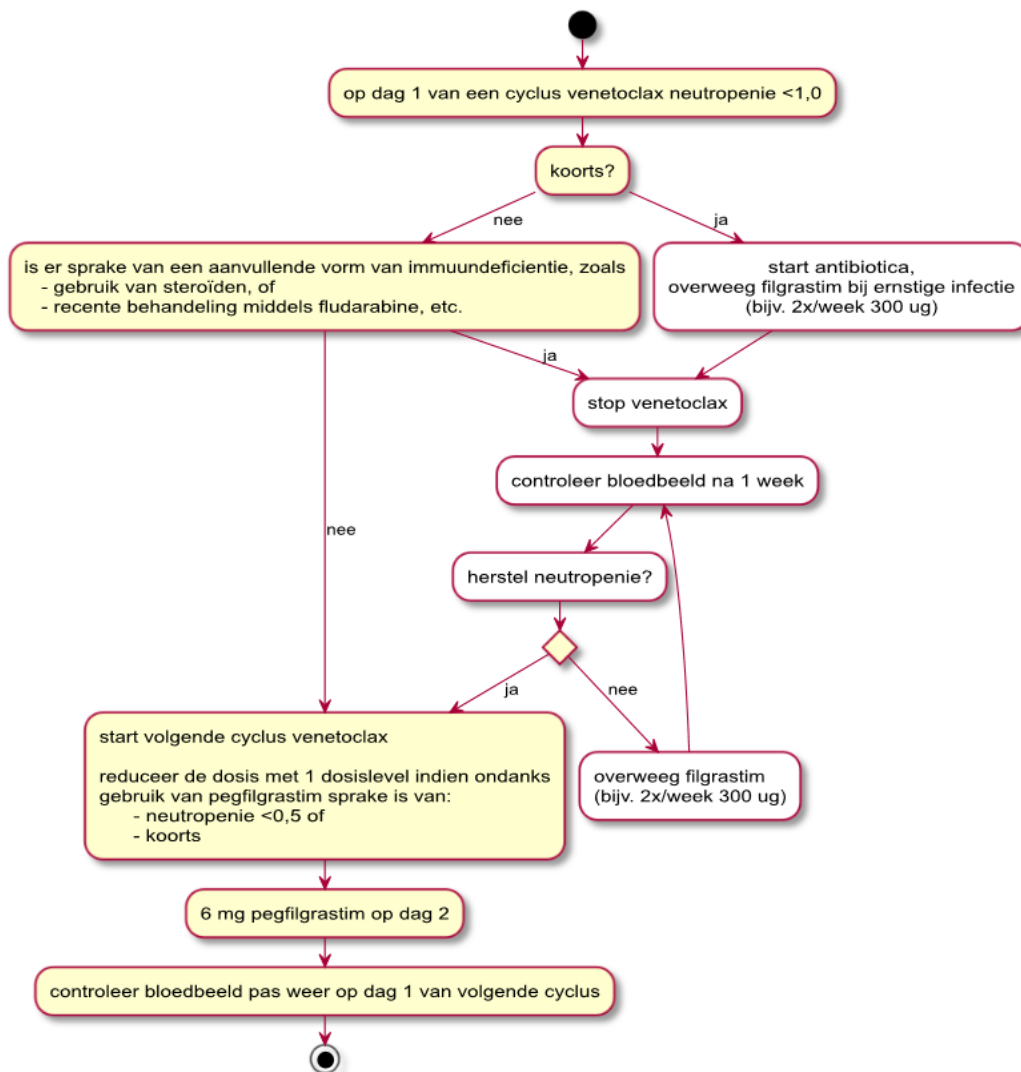 op dag 1 van een cyclus venetoclax neutropenie <1,0
koorts?
nee
ja
is er sprake van een aanvullende vorm van immuundeficientie, zoals
- gebruik van steroïden, of
- recente behandeling middels fludarabine, etc.
start antibiotica,
overweeg filgrastim bij ernstige infectie
(bijv. 2x/week 300 ug)
ja
stop venetoclax
controleer bloedbeeld na 1 week
nee
herstel neutropenie?
ja
nee
start volgende cyclus venetoclax
reduceer de dosis met 1 dosislevel indien ondanks
gebruik van pegfilgrastim sprake is van:
- neutropenie <0,5 of
- koorts
overweeg filgrastim
(bijv. 2x/week 300 ug)
6 mg pegfilgrastim op dag 2
controleer bloedbeeld pas weer op dag 1 van volgende cyclus